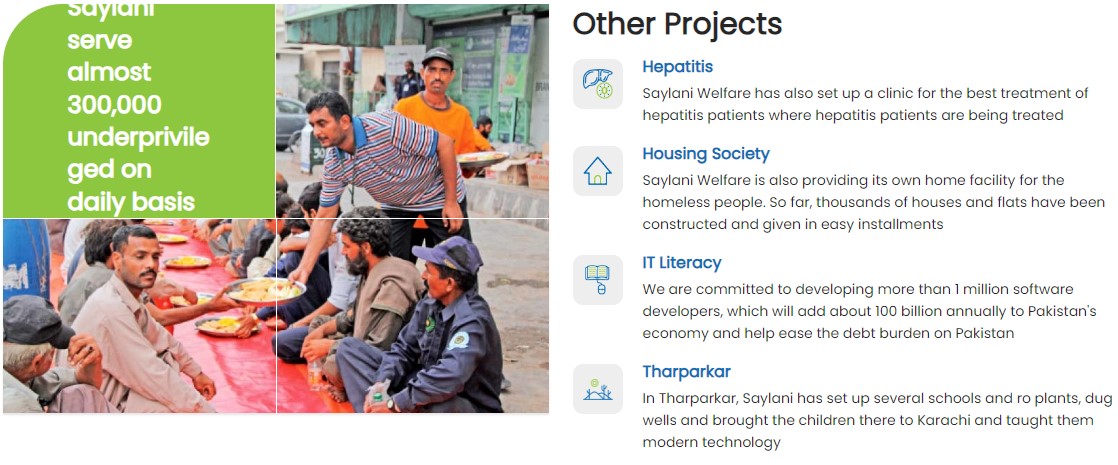 Saylani
serve
almost
300,000
underprivile
ged on
daily basis
Other Projects
Hepatitis
Saylani Welfare has also set up a clinic for the best treatment of
hepatitis patients where hepatitis patients are being treated
Housing Society
Saylani Welfare is also providing its own home facility for the
homeless people. So far, thousands of houses and flats have been
constructed and given in easy installments
IT Literacy
We are committed to developing more than 1 million software
developers, which will add about 100 billion annually to Pakistan's
economy and help ease the debt burden on Pakistan
Tharparkar
In Tharparkar, Saylani has set up several schools and ro plants, dug
wells and brought the children there to Karachi and taught them
modern technology